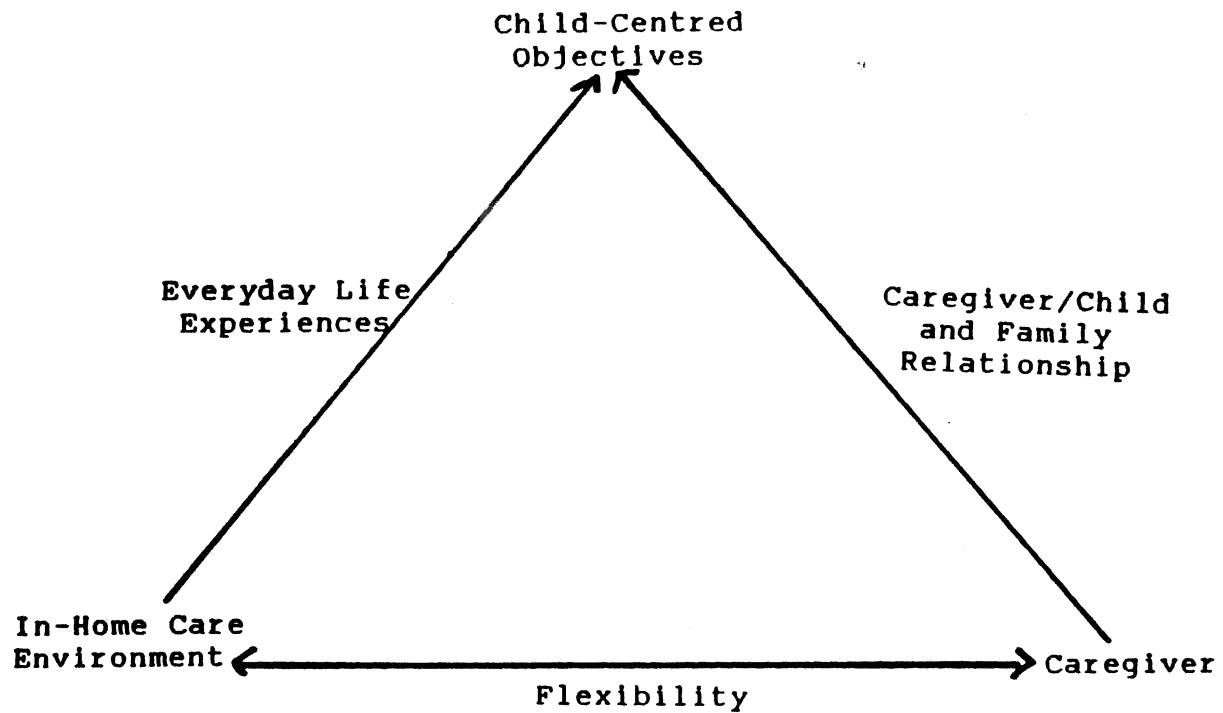 Child-Centred
Objectives
Everyday Life
Experiences
Caregiver/Child
and Family
Relationship
In-Home Care
Environment
Caregiver
Flexibility